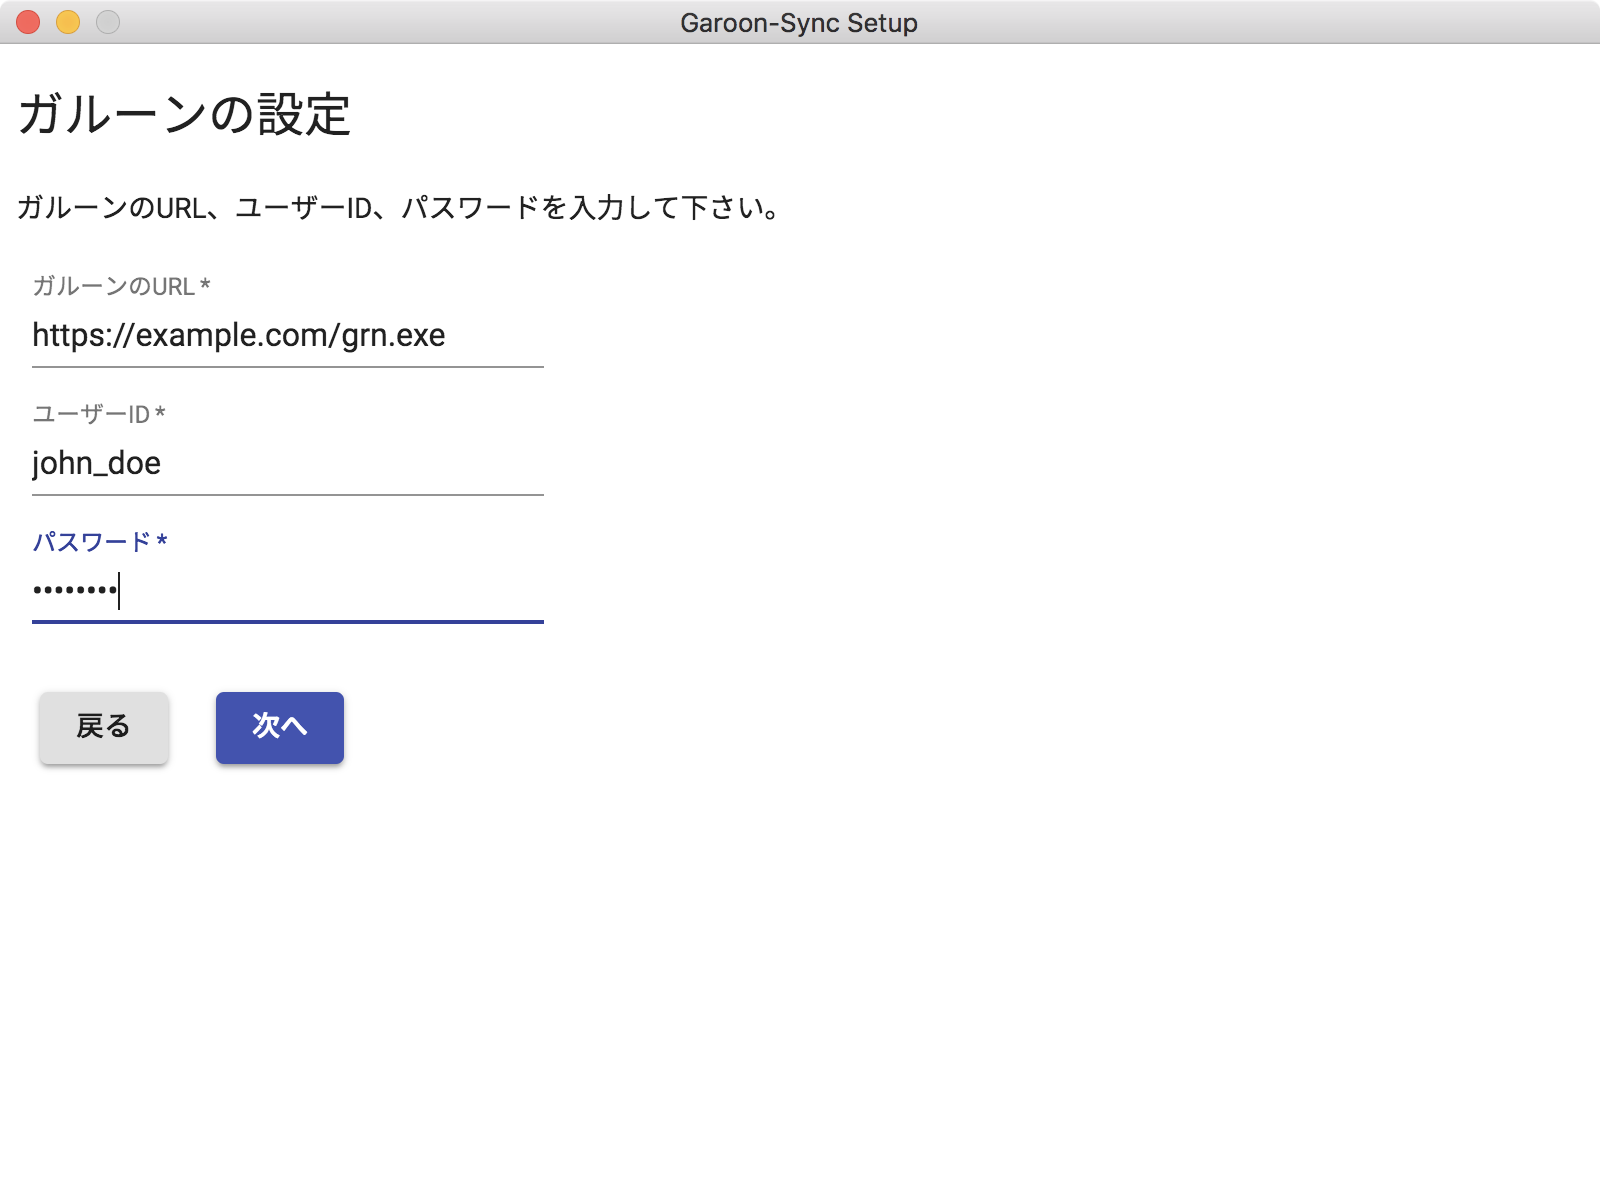 Garoon-Sync Setup
ガルーンの設定
ガルーンのURL、ユーザーID、パスワードを入力して下さい。
ガルーンのURL *
https://example.com/grn.exe
ユーザーID *
john_doe
パスワード *
••••••••
戻る
次へ